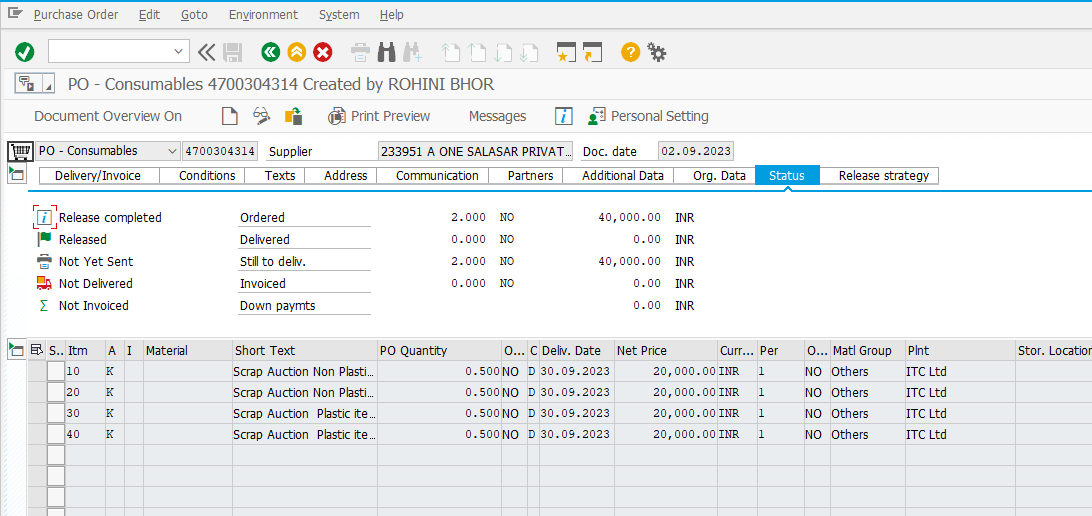 Purchase Order Edit Goto Environment System Help
PO - Consumables 4700304314 Created by ROHINI BHOR
Document Overview On Print Preview Messages Personal Setting
PO - Consumables 4700304314 Supplier 233951 A ONE SALASAR PRIVAT... Doc. date 02.09.2023
Delivery/Invoice Conditions Texts Address Communication Partners Additional Data Org. Data Status Release strategy
Release completed Ordered 2.000 NO 40,000.00 INR
Released Delivered 0.000 NO 0.00 INR
Not Yet Sent Still to deliv. 2.000 NO 40,000.00 INR
Not Delivered Invoiced 0.000 NO 0.00 INR
Σ Not Invoiced Down paymts 0.00 INR
S.. Itm A I Material Short Text PO Quantity O... C Deliv. Date Net Price Curr... Per O... Matl Group Plnt Stor. Location
10 K Scrap Auction Non Plasti... 0.500 NO D 30.09.2023 20,000.00 INR 1 NO Others ITC Ltd
20 K Scrap Auction Non Plasti... 0.500 NO D 30.09.2023 20,000.00 INR 1 NO Others ITC Ltd
30 K Scrap Auction Plastic ite... 0.500 NO D 30.09.2023 20,000.00 INR 1 NO Others ITC Ltd
40 K Scrap Auction Plastic ite... 0.500 NO D 30.09.2023 20,000.00 INR 1 NO Others ITC Ltd